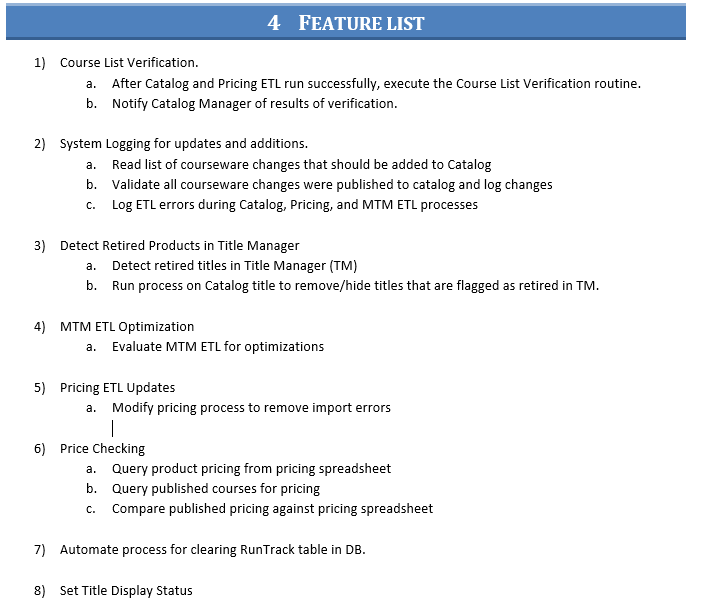 4 FEATURE LIST
1) Course List Verification.
a. After Catalog and Pricing ETL run successfully, execute the Course List Verification routine.
b. Notify Catalog Manager of results of verification.
2) System Logging for updates and additions.
a. Read list of courseware changes that should be added to Catalog
b. Validate all courseware changes were published to catalog and log changes
c. Log ETL errors during Catalog, Pricing, and MTM ETL processes
3) Detect Retired Products in Title Manager
a. Detect retired titles in Title Manager (TM)
b. Run process on Catalog title to remove/hide titles that are flagged as retired in TM.
4) MTM ETL Optimization
a. Evaluate MTM ETL for optimizations
5) Pricing ETL Updates
a. Modify pricing process to remove import errors
6) Price Checking
a. Query product pricing from pricing spreadsheet
b. Query published courses for pricing
c. Compare published pricing against pricing spreadsheet
7) Automate process for clearing RunTrack table in DB.
8) Set Title Display Status